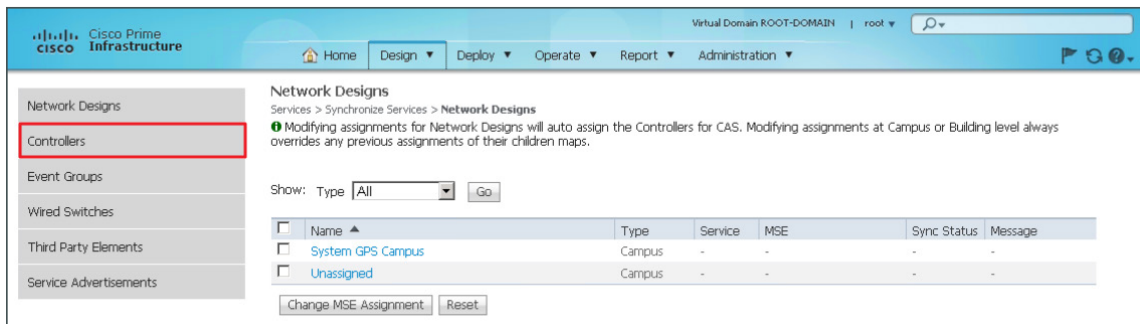 Virtual Domain ROOT-DOMAIN | root ▼
cisco Cisco Prime Infrastructure
Home Design ▼ Deploy ▼ Operate ▼ Report ▼ Administration ▼
Network Designs
Controllers
Event Groups
Wired Switches
Third Party Elements
Service Advertisements
Network Designs
Services > Synchronize Services > Network Designs
Modifying assignments for Network Designs will auto assign the Controllers for CAS. Modifying assignments at Campus or Building level always
overrides any previous assignments of their children maps.
Show: Type All Go
Name ▲ Type Service MSE Sync Status Message
System GPS Campus Campus - - - -
Unassigned Campus - - - -
Change MSE Assignment Reset